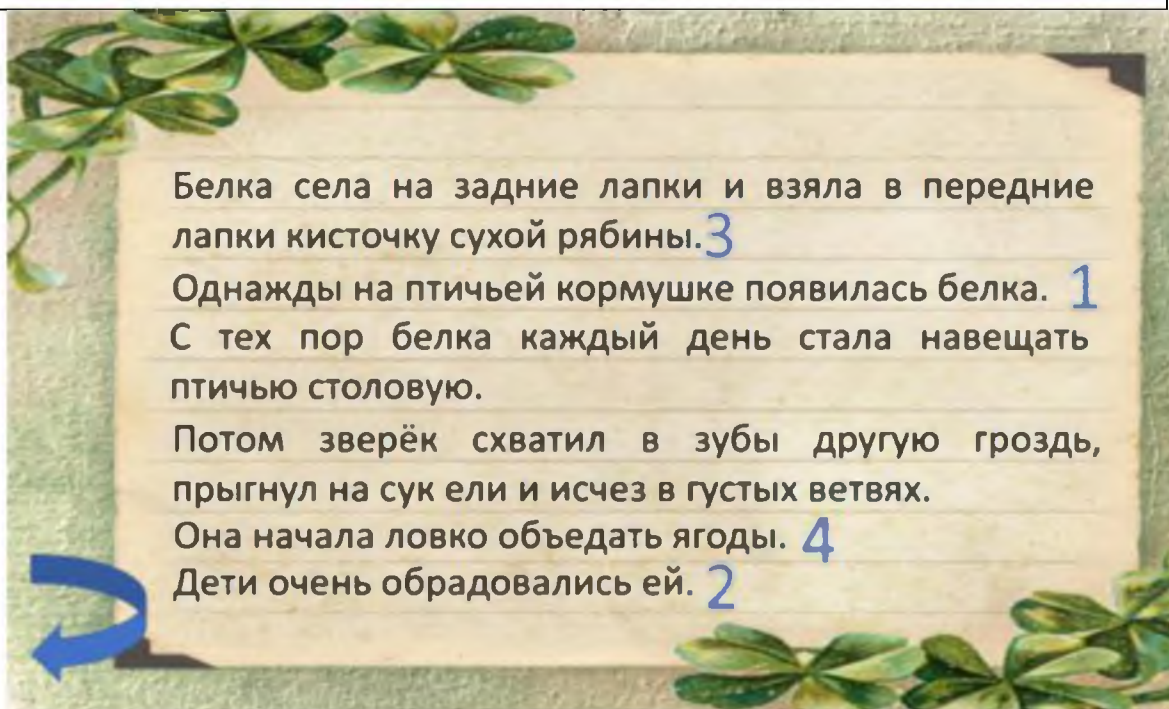 Белка села на задние лапки и взяла в передние
лапки кисточку сухой рябины. 3
Однажды на птичьей кормушке появилась белка. 1
С тех пор белка каждый день стала навещать
птичью столовую.
Потом зверёк схватил в зубы другую гроздь,
прыгнул на сук ели и исчез в густых ветвях.
Она начала ловко объедать ягоды. 4
Дети очень обрадовались ей. 2